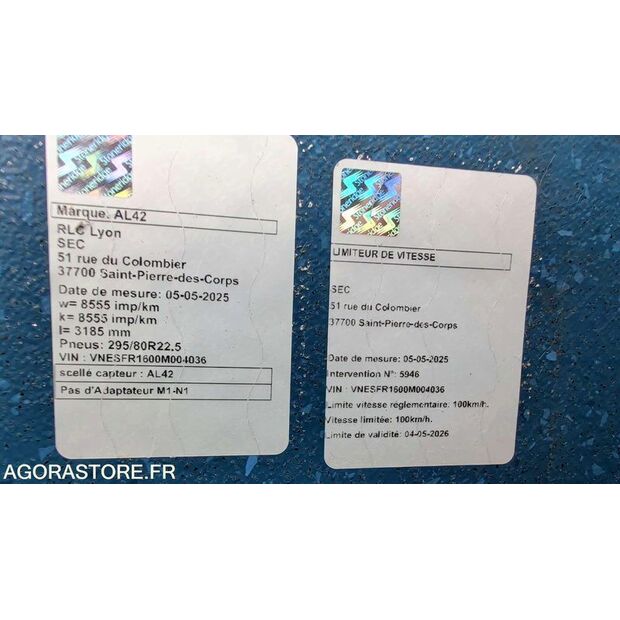 Stoneridge
Marque: AL42
RLC Lyon
SEC
51 rue du Colombier
37700 Saint-Pierre-des-Corps
Date de mesure: 05-05-2025
w= 8555 imp/km
k= 8555 imp/km
l= 3185 mm
Pneus: 295/80R22.5
VIN : VNESFR1600M004036
scellé capteur : AL42
Pas d'Adaptateur M1-N1
Stoneridge
LIMITEUR DE VITESSE
SEC
51 rue du Colombier
37700 Saint-Pierre-des-Corps
Date de mesure: 05-05-2025
Intervention N°: 5946
VIN : VNESFR1600M004036
Limite vitesse réglementaire: 100km/h.
Vitesse limitée: 100km/h.
Limite de validité: 04-05-2026
AGORASTORE.FR